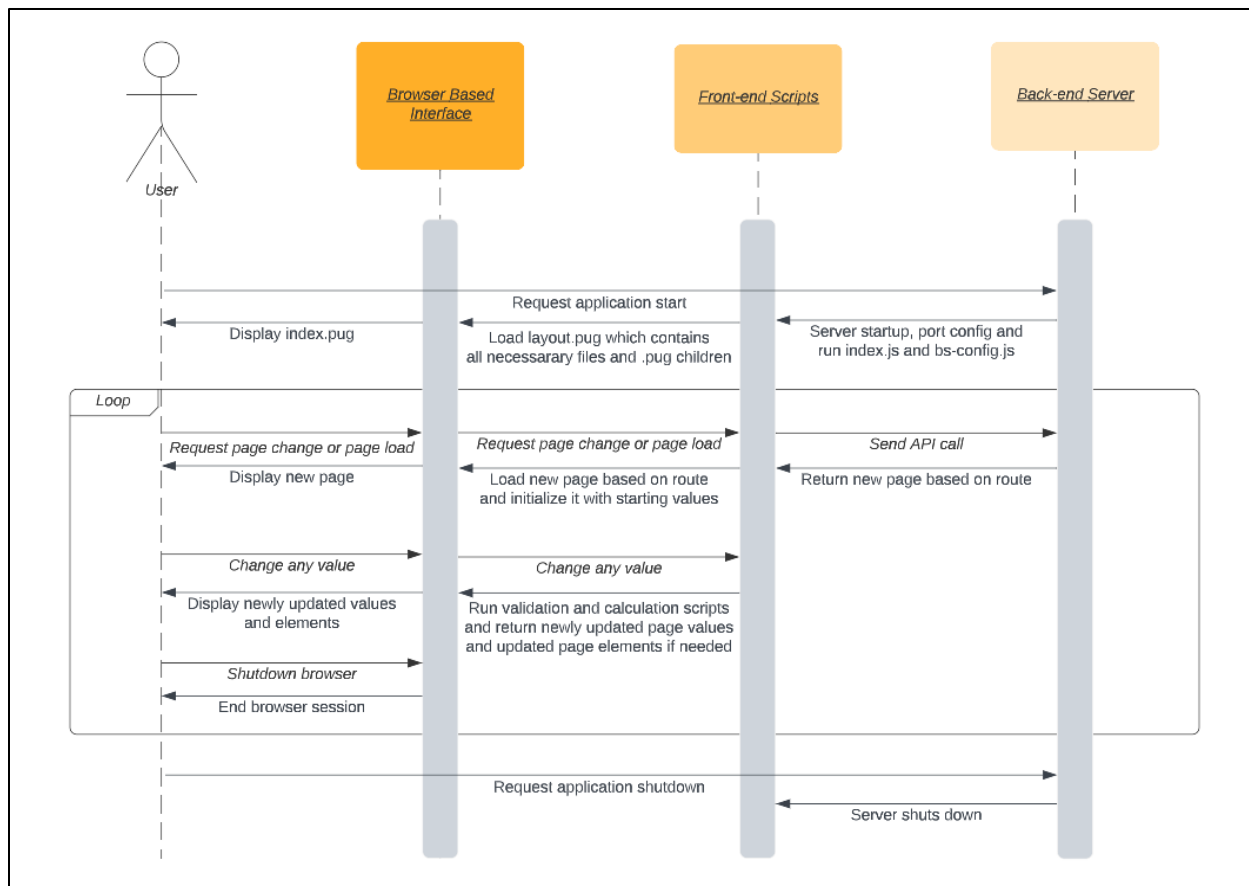 Browser Based
Interface
Front-end Scripts
Back-end Server
User
Request application start
Display index.pug
Load layout.pug which contains
all necessarary files and .pug children
Server startup, port config and
run index.js and bs-config.js
Loop
Request page change or page load
Request page change or page load
Send API call
Display new page
Load new page based on route
and initialize it with starting values
Return new page based on route
Change any value
Change any value
Display newly updated values
and elements
Run validation and calculation scripts
and return newly updated page values
and updated page elements if needed
Shutdown browser
End browser session
Request application shutdown
Server shuts down